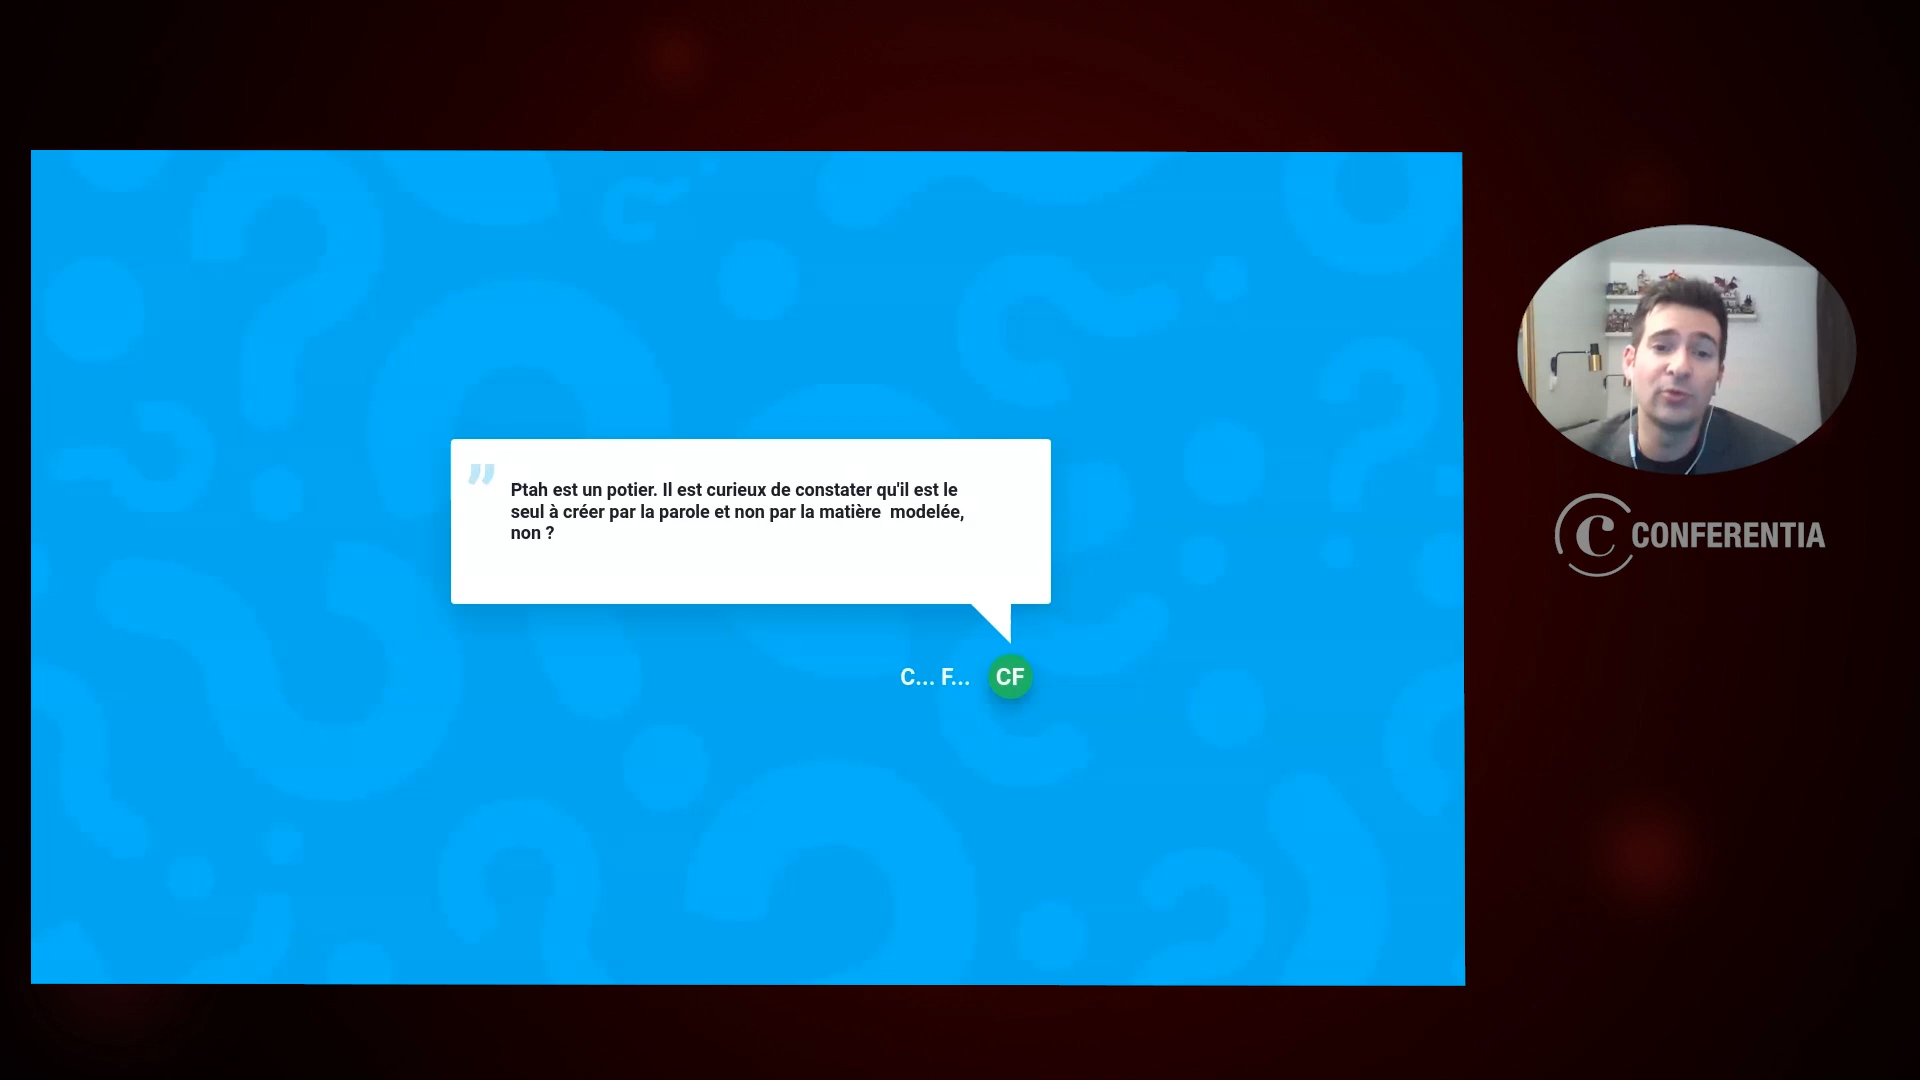 Ptah est un potier. Il est curieux de constater qu'il est le
seul à créer par la parole et non par la matière  modelée,
non ?
C... F...
CF
C CONFERENTIA